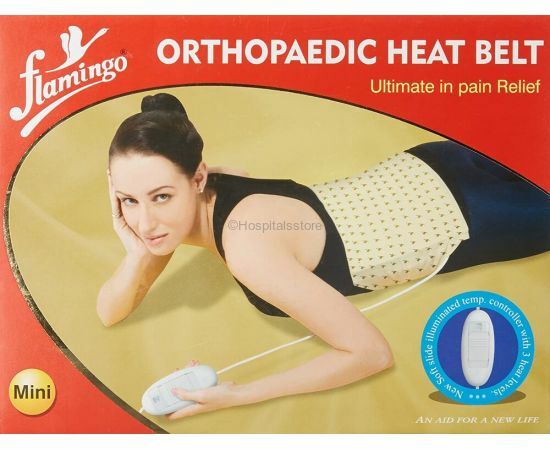 flamingo®
ORTHOPAEDIC HEAT BELT
Ultimate in pain Relief
©Hospitalsstore
New Soft slide illuminated temp. controller with 3 heat levels.
Mini
AN AID FOR A NEW LIFE